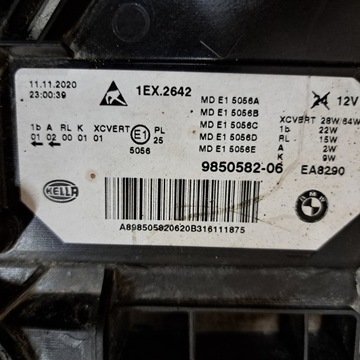 11.11.2020
23:00:39
1EX.2642
24 12V
MD E1 5056A
MD E1 5056B
MD E1 5056C
MD E1 5056D
MD E1 5056E
XCVERT 28W/64W
1b 22W
RL 15W
A 2W
K 9W
1b A RL K XCVERT E1 PL
01 02 00 01 01 25
5056
9850582-06
EA8290
HELLA
BMW
A898505820620B316111875